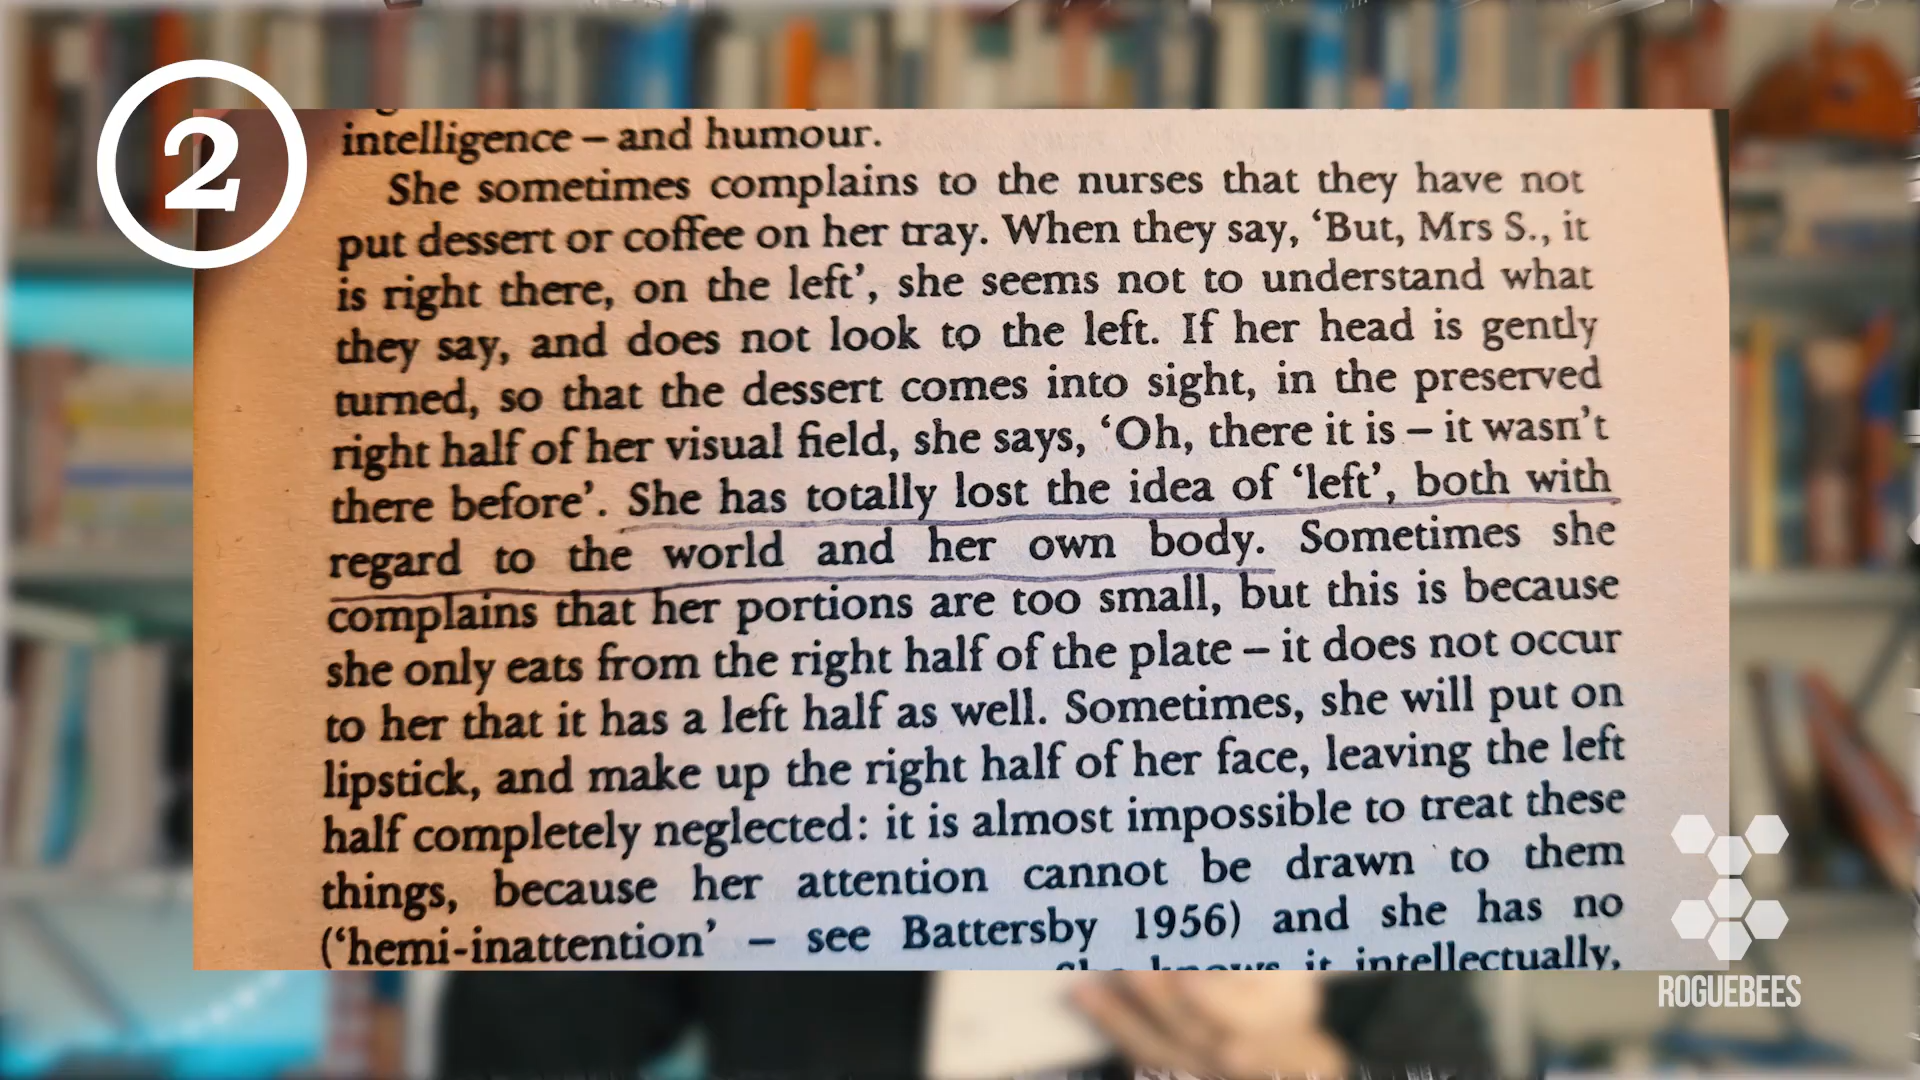 2
intelligence – and humour.
She sometimes complains to the nurses that they have not
put dessert or coffee on her tray. When they say, ‘But, Mrs S., it
is right there, on the left’, she seems not to understand what
they say, and does not look to the left. If her head is gently
turned, so that the dessert comes into sight, in the preserved
right half of her visual field, she says, ‘Oh, there it is – it wasn’t
there before’. She has totally lost the idea of ‘left’, both with
regard to the world and her own body. Sometimes she
complains that her portions are too small, but this is because
she only eats from the right half of the plate – it does not occur
to her that it has a left half as well. Sometimes, she will put on
lipstick, and make up the right half of her face, leaving the left
half completely neglected: it is almost impossible to treat these
things, because her attention cannot be drawn to them
(‘hemi-inattention’ – see Battersby 1956) and she has no
She knows it intellectually,
ROGUEBEES